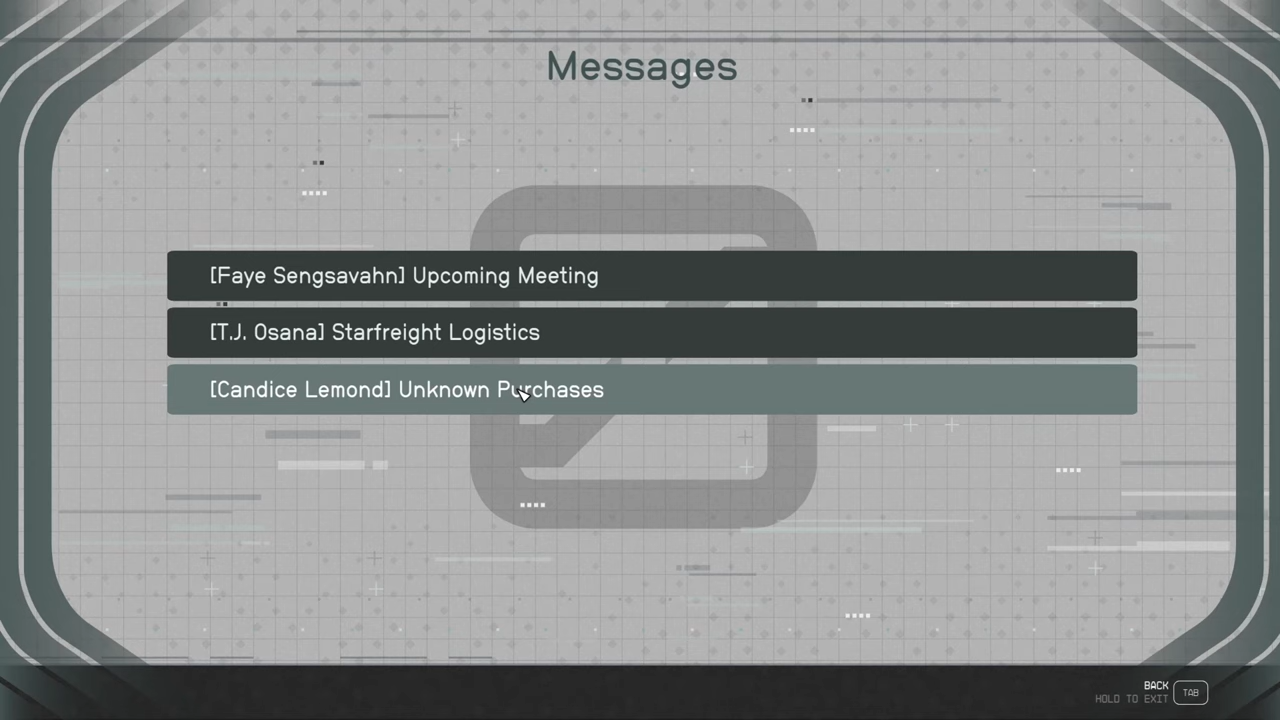 Messages
[Faye Sengsavahn] Upcoming Meeting
[T.J. Osana] Starfreight Logistics
[Candice Lemond] Unknown Purchases
BACK
HOLD TO EXIT TAB